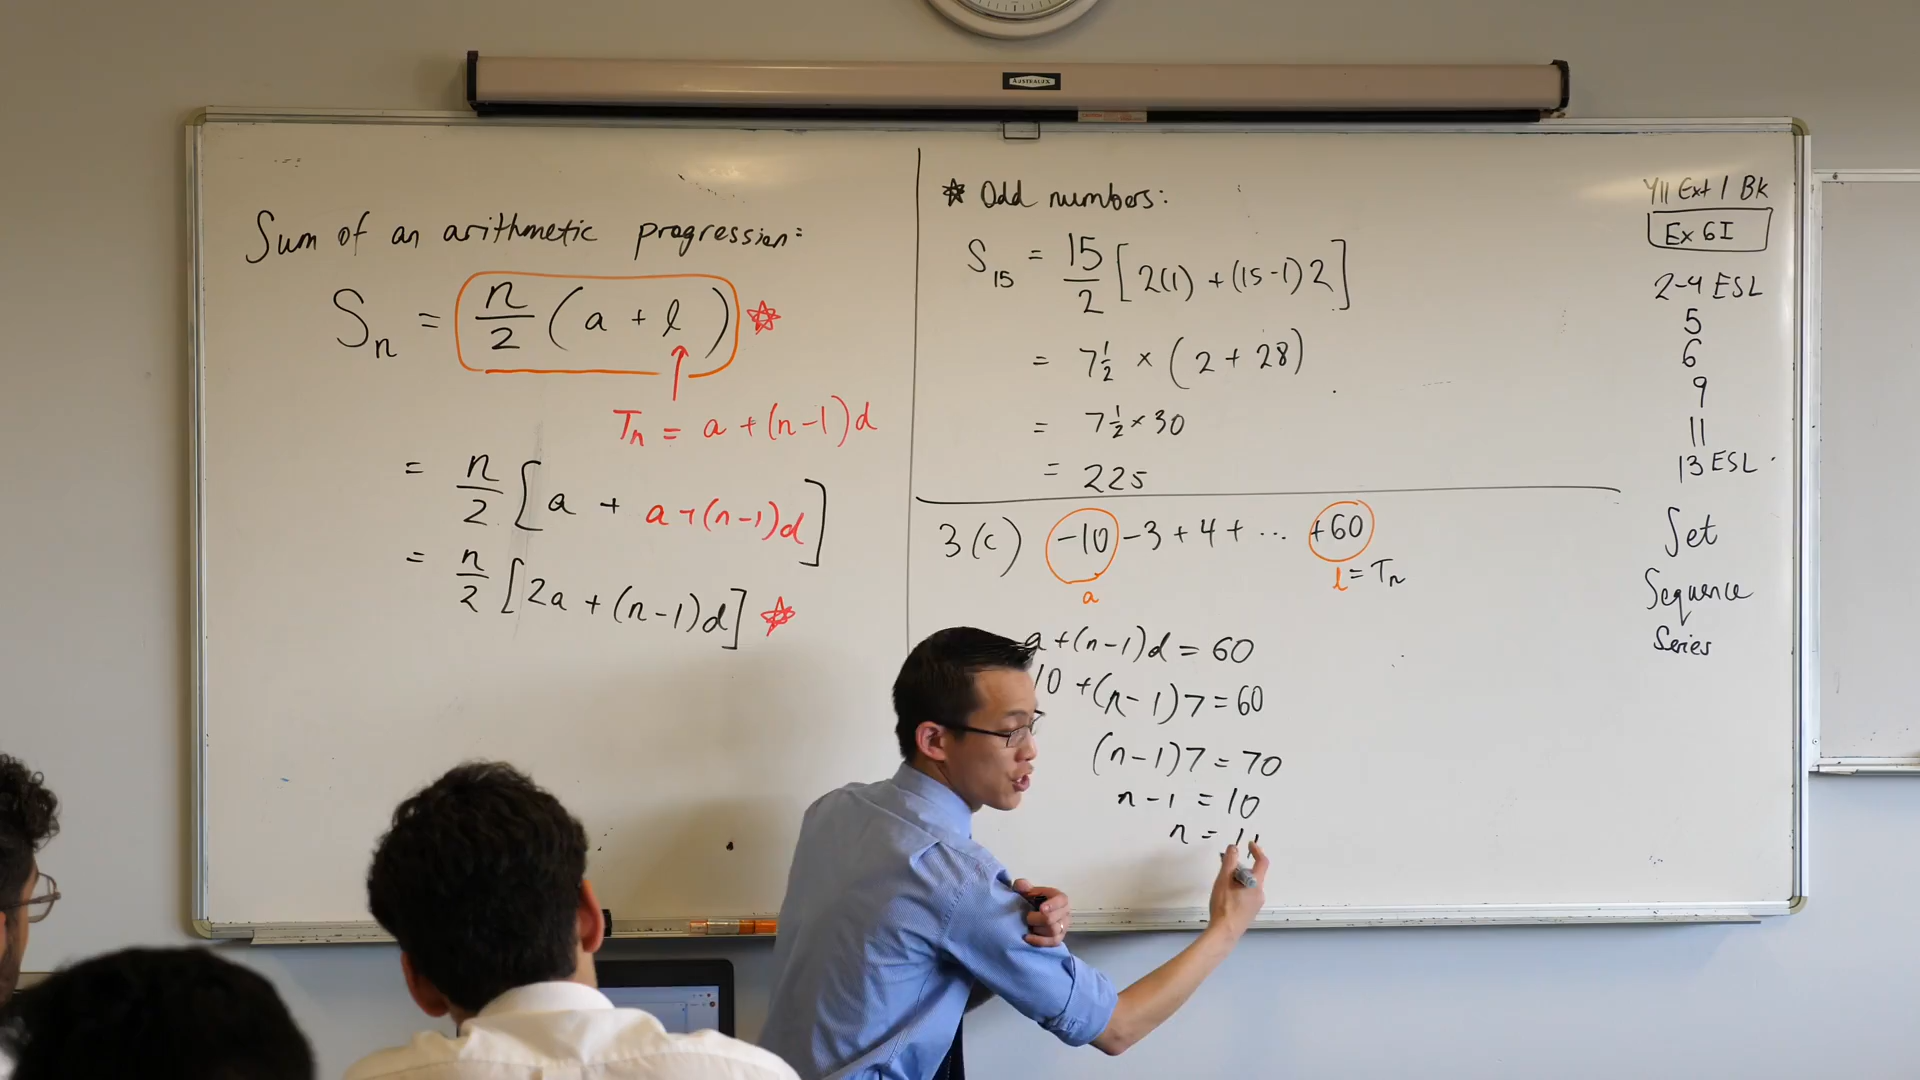 AUSTRALUX
Sum of an arithmetic progression:
Sₙ = n/2 (a + l)
Tₙ = a + (n-1)d
= n/2 [a + a+(n-1)d]
= n/2 [2a + (n-1)d]
Odd numbers:
S₁₅ = 15/2 [2(1) + (15-1)2]
= 7½ × (2 + 28)
= 7½ × 30
= 225
3(c) -10 - 3 + 4 + ... + 60
a
l = Tₙ
a + (n-1)d = 60
10 + (n-1)7 = 60
(n-1)7 = 70
n-1 = 10
n = 11
Y11 Ext 1 Bk
Ex 6I
2-4 ESL
5
6
9
11
13 ESL
Set
Sequence
Series